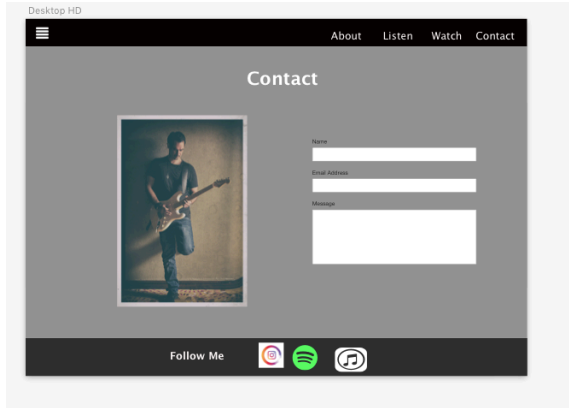 Desktop HD
About Listen Watch Contact
Contact
Name
Email Address
Message
Follow Me